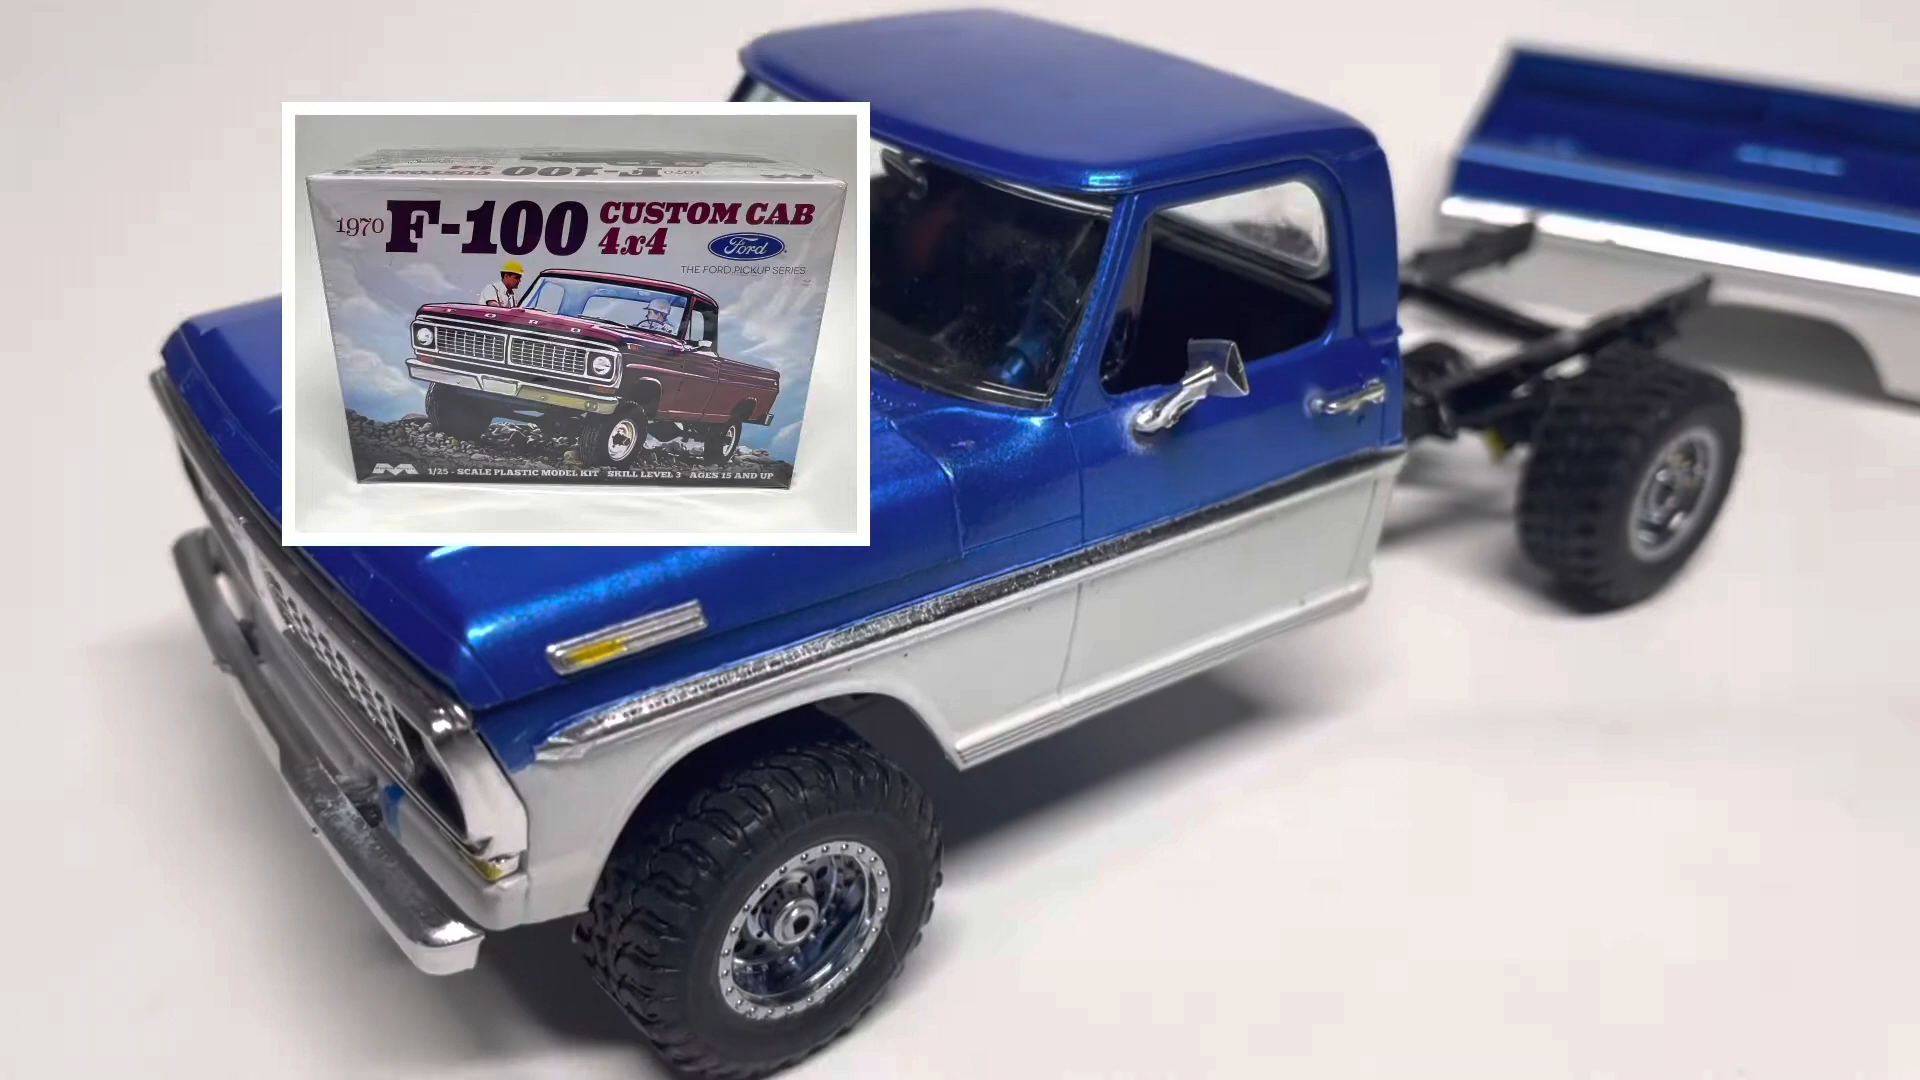 1970 F-100 CUSTOM CAB
4x4
Ford
THE FORD PICKUP SERIES
FORD
1/25 - SCALE PLASTIC MODEL KIT SKILL LEVEL 3 AGES 15 AND UP